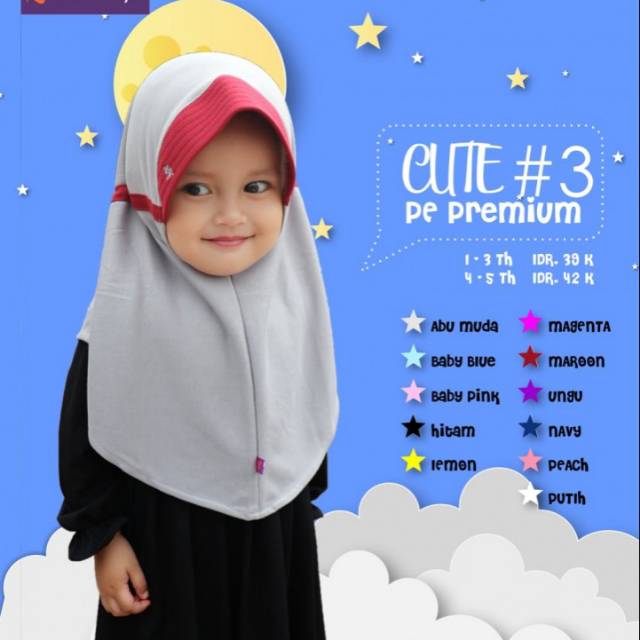 CUTE #3
PE PREMIUM
1 - 3 Th IDR. 39 K
4 - 5 Th IDR. 42 K
ABU MUDA
BABY BLUE
BABY PINK
HITAM
LEMON
MAGENTA
MAROON
UNGU
NAVY
PEACH
PUTIH